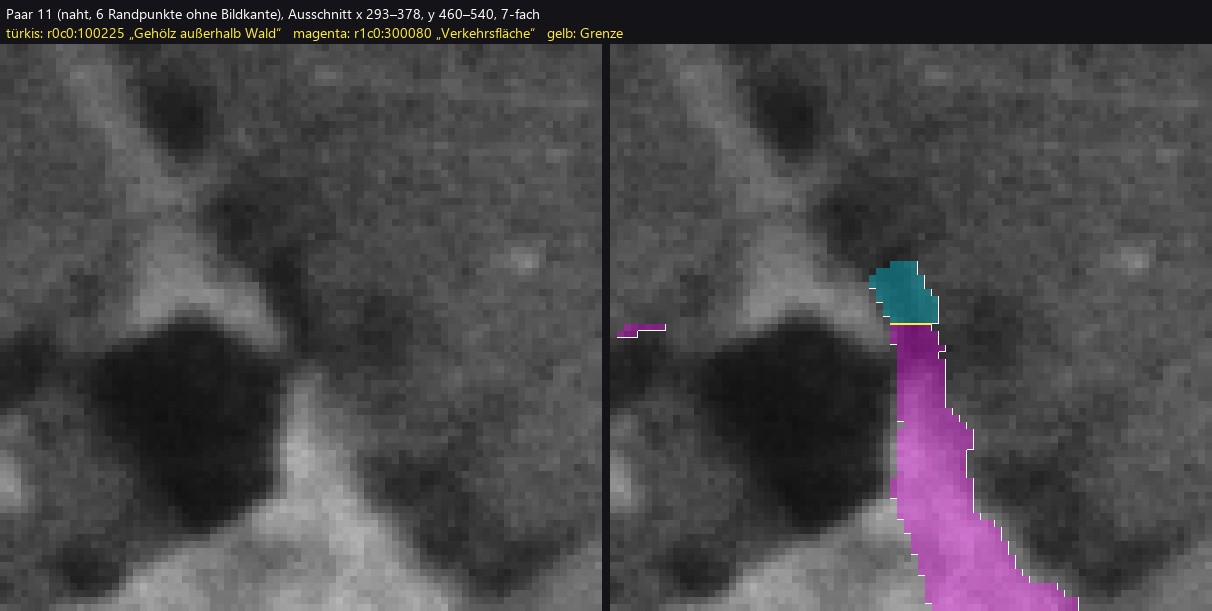 Paar 11 (naht, 6 Randpunkte ohne Bildkante), Ausschnitt x 293–378, y 460–540, 7-fach
türkis: r0c0:100225 „Gehölz außerhalb Wald“ magenta: r1c0:300080 „Verkehrsfläche“ gelb: Grenze